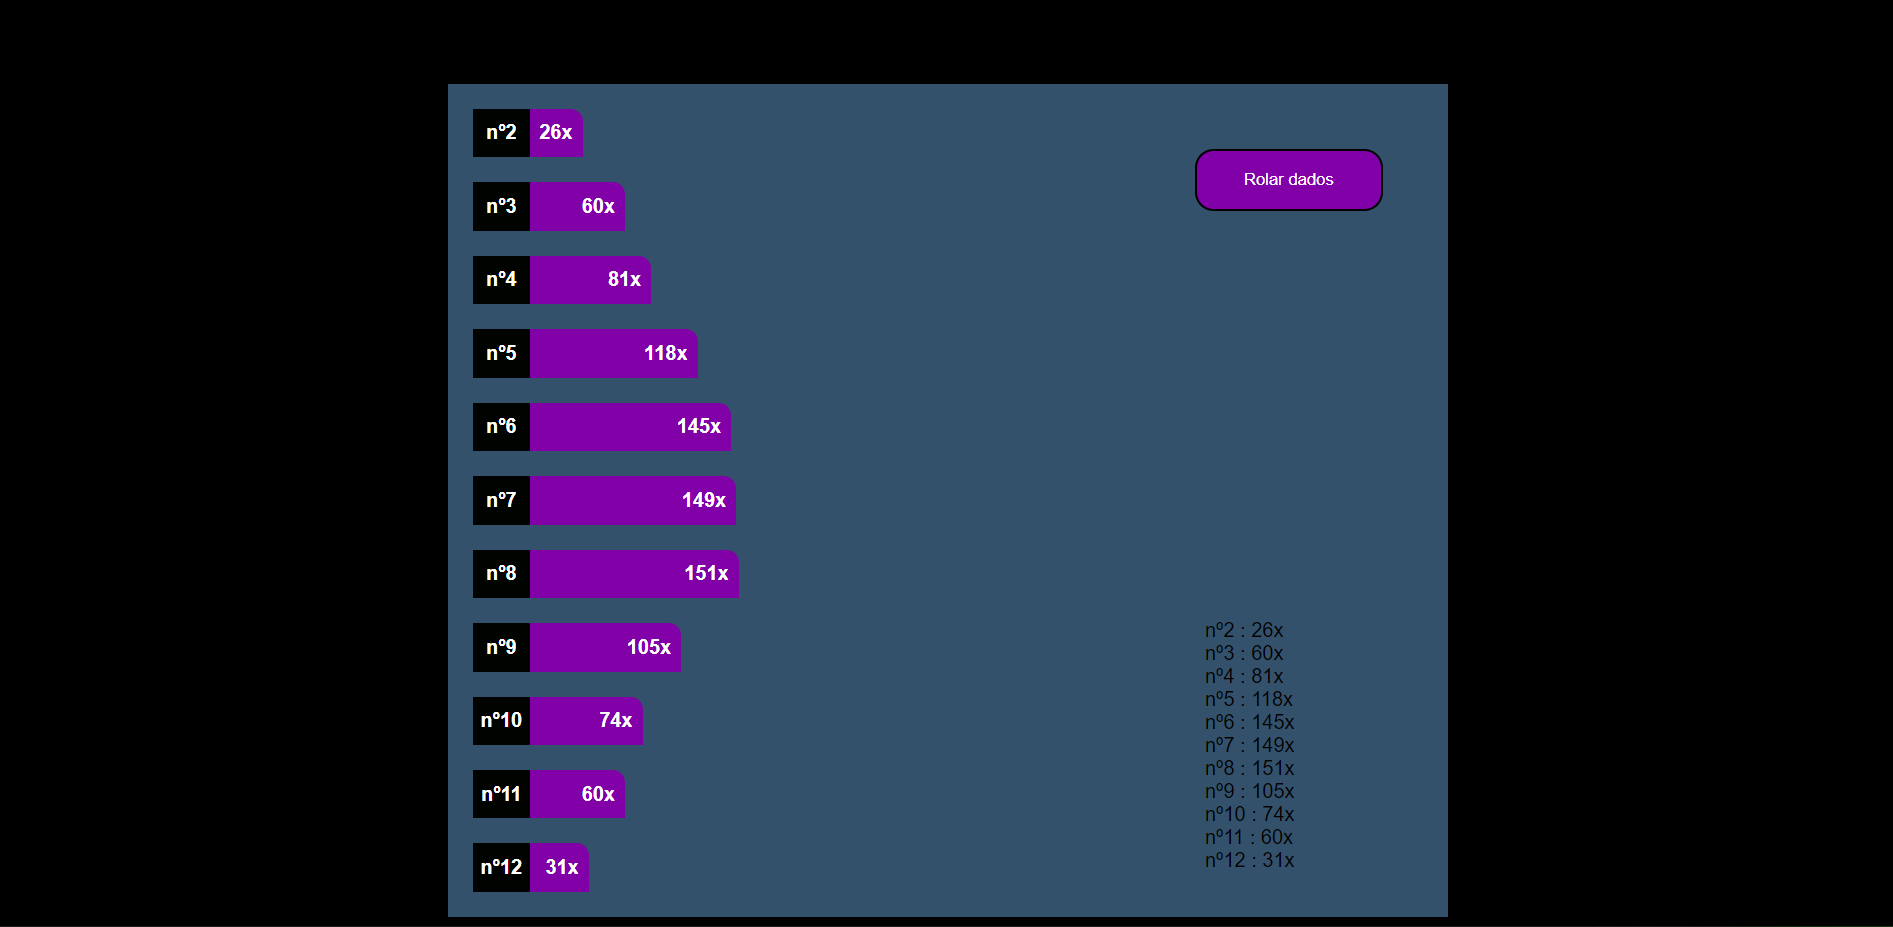 nº2 26x
Rolar dados
nº3 60x
nº4 81x
nº5 118x
nº6 145x
nº7 149x
nº8 151x
nº9 105x
nº10 74x
nº11 60x
nº12 31x
nº2 : 26x
nº3 : 60x
nº4 : 81x
nº5 : 118x
nº6 : 145x
nº7 : 149x
nº8 : 151x
nº9 : 105x
nº10 : 74x
nº11 : 60x
nº12 : 31x